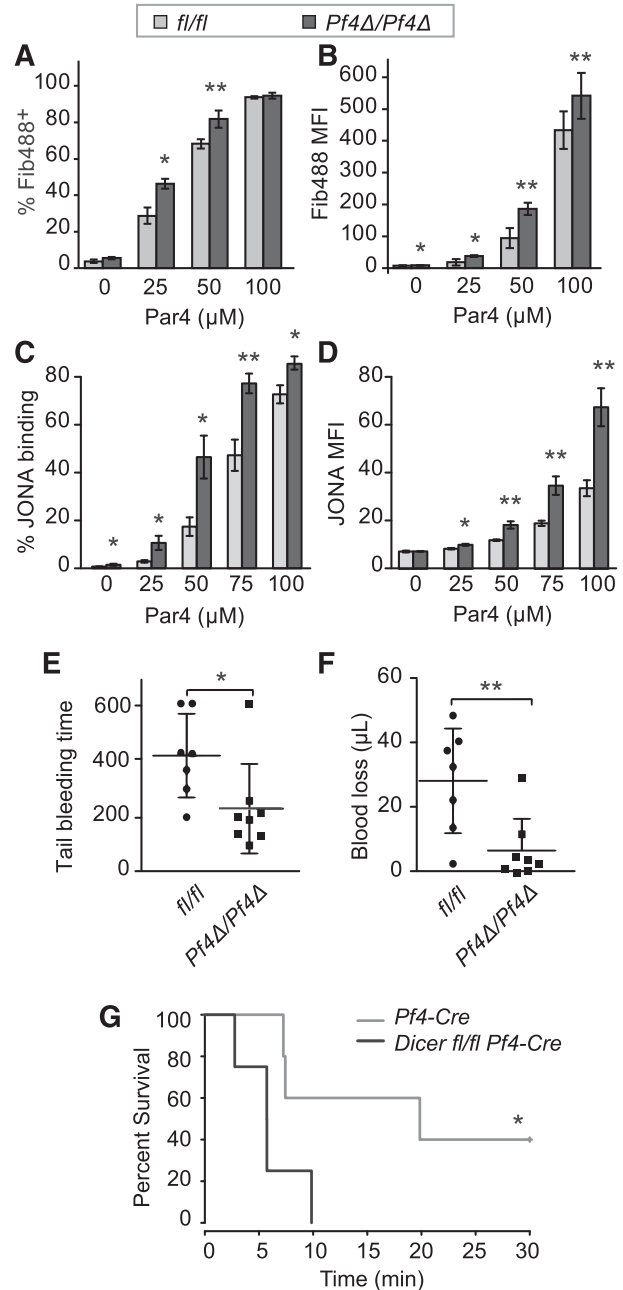 fl/fl Pf4Δ/Pf4Δ
A
% Fib488+
100
80
60
40
20
0
*
**
0 25 50 100
Par4 (µM)
B
Fib488 MFI
600
500
400
300
200
100
0
*
*
**
**
0 25 50 100
Par4 (µM)
C
% JONA binding
80
60
40
20
0
*
*
*
**
*
0 25 50 75 100
Par4 (µM)
D
JONA MFI
80
60
40
20
0
*
**
**
**
0 25 50 75 100
Par4 (µM)
E
Tail bleeding time
600
400
200
0
*
fl/fl
Pf4Δ/Pf4Δ
F
Blood loss (µL)
60
40
20
0
**
fl/fl
Pf4Δ/Pf4Δ
G
Percent Survival
100
80
60
40
20
0
Pf4-Cre
Dicer fl/fl Pf4-Cre
*
0 5 10 15 20 25 30
Time (min)